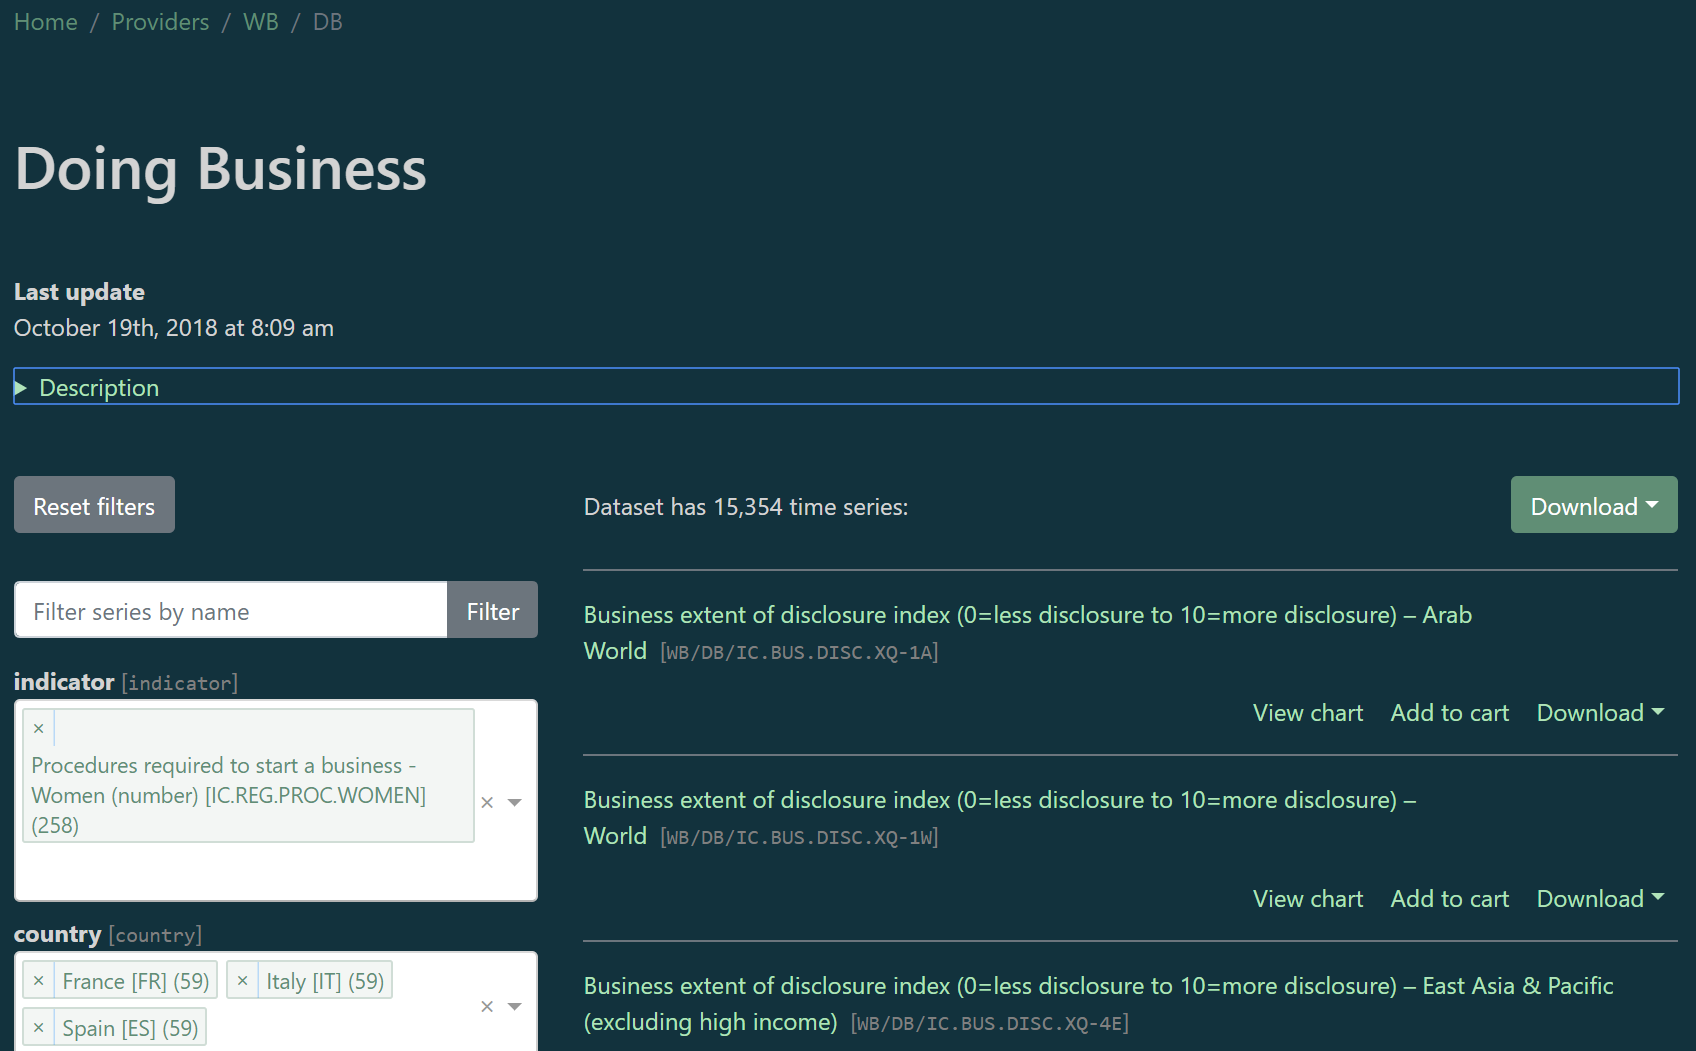 Home / Providers / WB / DB
Doing Business
Last update
October 19th, 2018 at 8:09 am
Description
Reset filters
Dataset has 15,354 time series:
Download
Filter series by name
Filter
indicator [indicator]
×
Procedures required to start a business -
Women (number) [IC.REG.PROC.WOMEN]
(258)
×
country [country]
× France [FR] (59)
× Italy [IT] (59)
× Spain [ES] (59)
×
Business extent of disclosure index (0=less disclosure to 10=more disclosure) – Arab
World [WB/DB/IC.BUS.DISC.XQ-1A]
View chart Add to cart Download
Business extent of disclosure index (0=less disclosure to 10=more disclosure) –
World [WB/DB/IC.BUS.DISC.XQ-1W]
View chart Add to cart Download
Business extent of disclosure index (0=less disclosure to 10=more disclosure) – East Asia & Pacific
(excluding high income) [WB/DB/IC.BUS.DISC.XQ-4E]